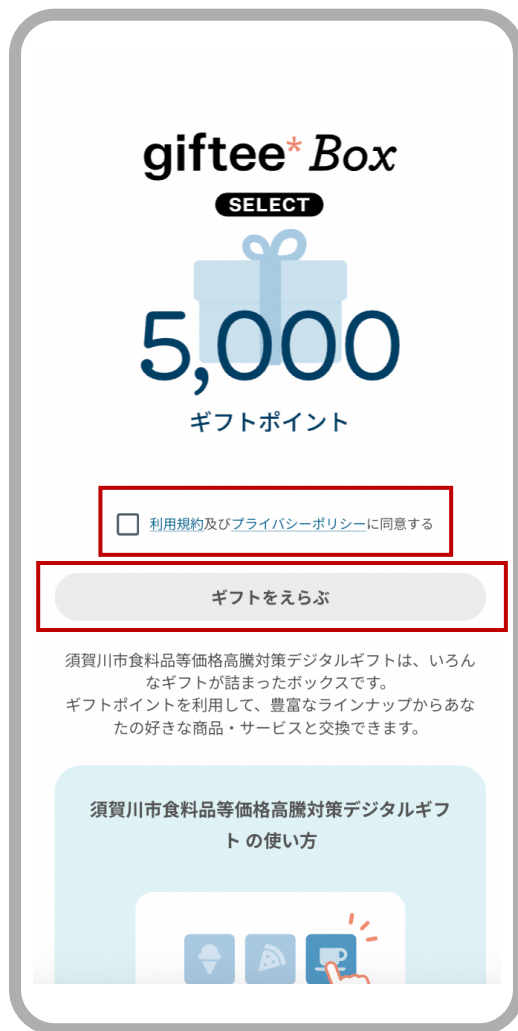 giftee* Box
SELECT
5,000
ギフトポイント
利用規約及びプライバシーポリシーに同意する
ギフトをえらぶ
須賀川市食料品等価格高騰対策デジタルギフトは、いろん
なギフトが詰まったボックスです。
ギフトポイントを利用して、豊富なラインナップからあな
たの好きな商品・サービスと交換できます。
須賀川市食料品等価格高騰対策デジタルギフ
ト の使い方